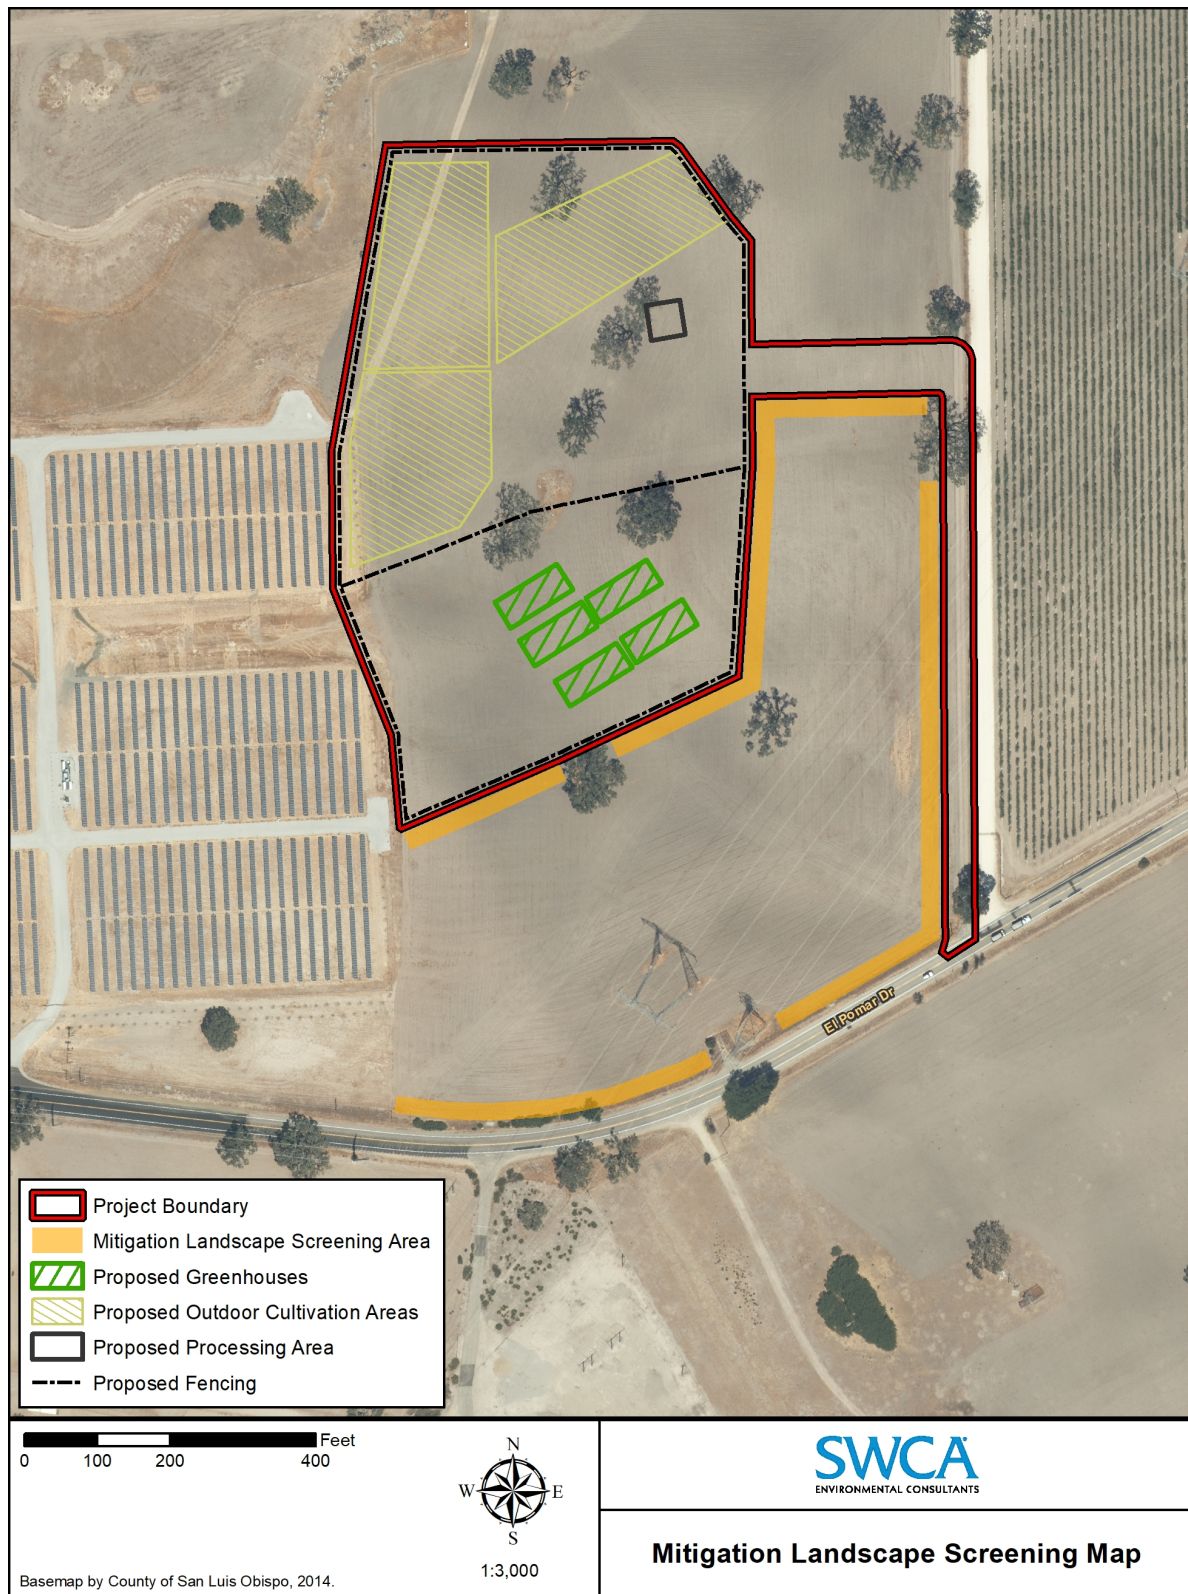 El Pomar Dr
Project Boundary
Mitigation Landscape Screening Area
Proposed Greenhouses
Proposed Outdoor Cultivation Areas
Proposed Processing Area
Proposed Fencing
Feet
0 100 200 400
N
W E
S
1:3,000
Basemap by County of San Luis Obispo, 2014.
SWCA
ENVIRONMENTAL CONSULTANTS
Mitigation Landscape Screening Map